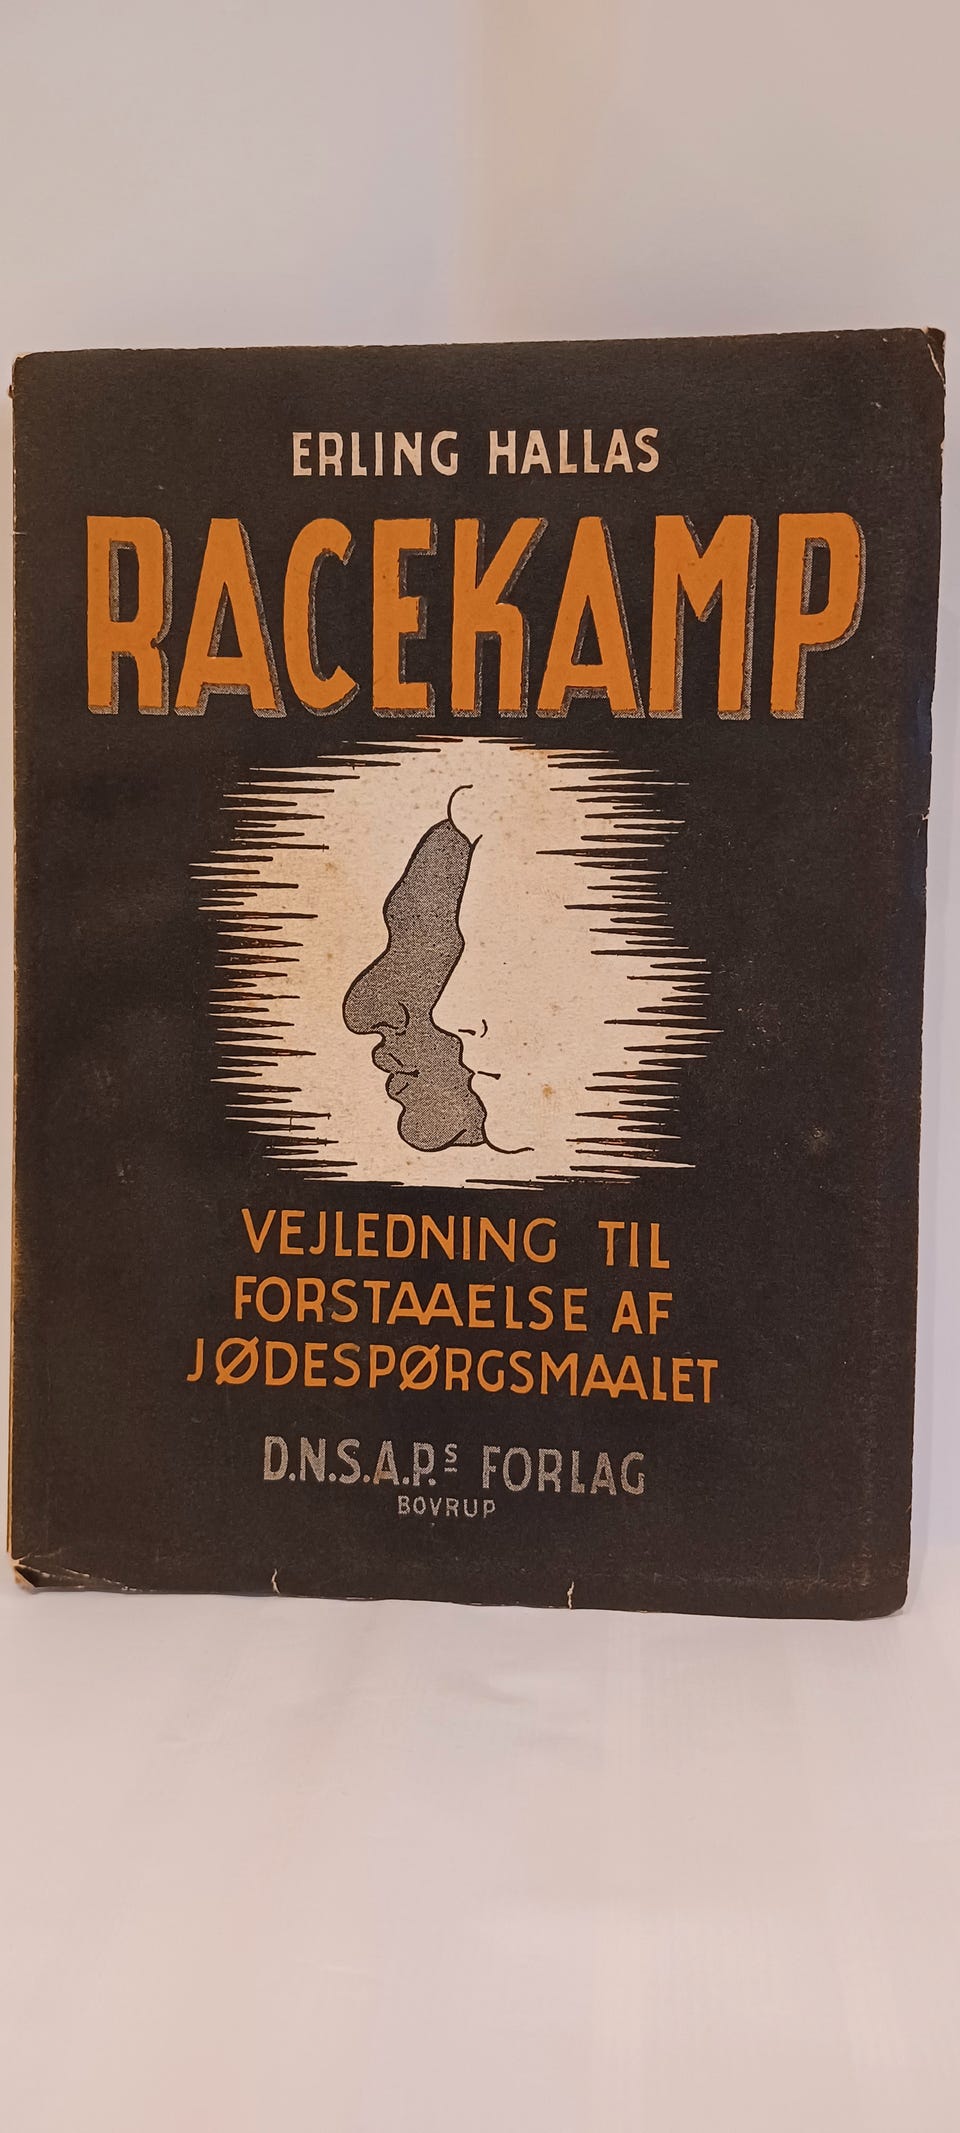 ERLING HALLAS
RACEKAMP
VEJLEDNING TIL
FORSTAAELSE AF
JØDESPØRGSMAALET
D.N.S.A.P.s FORLAG
BOVRUP